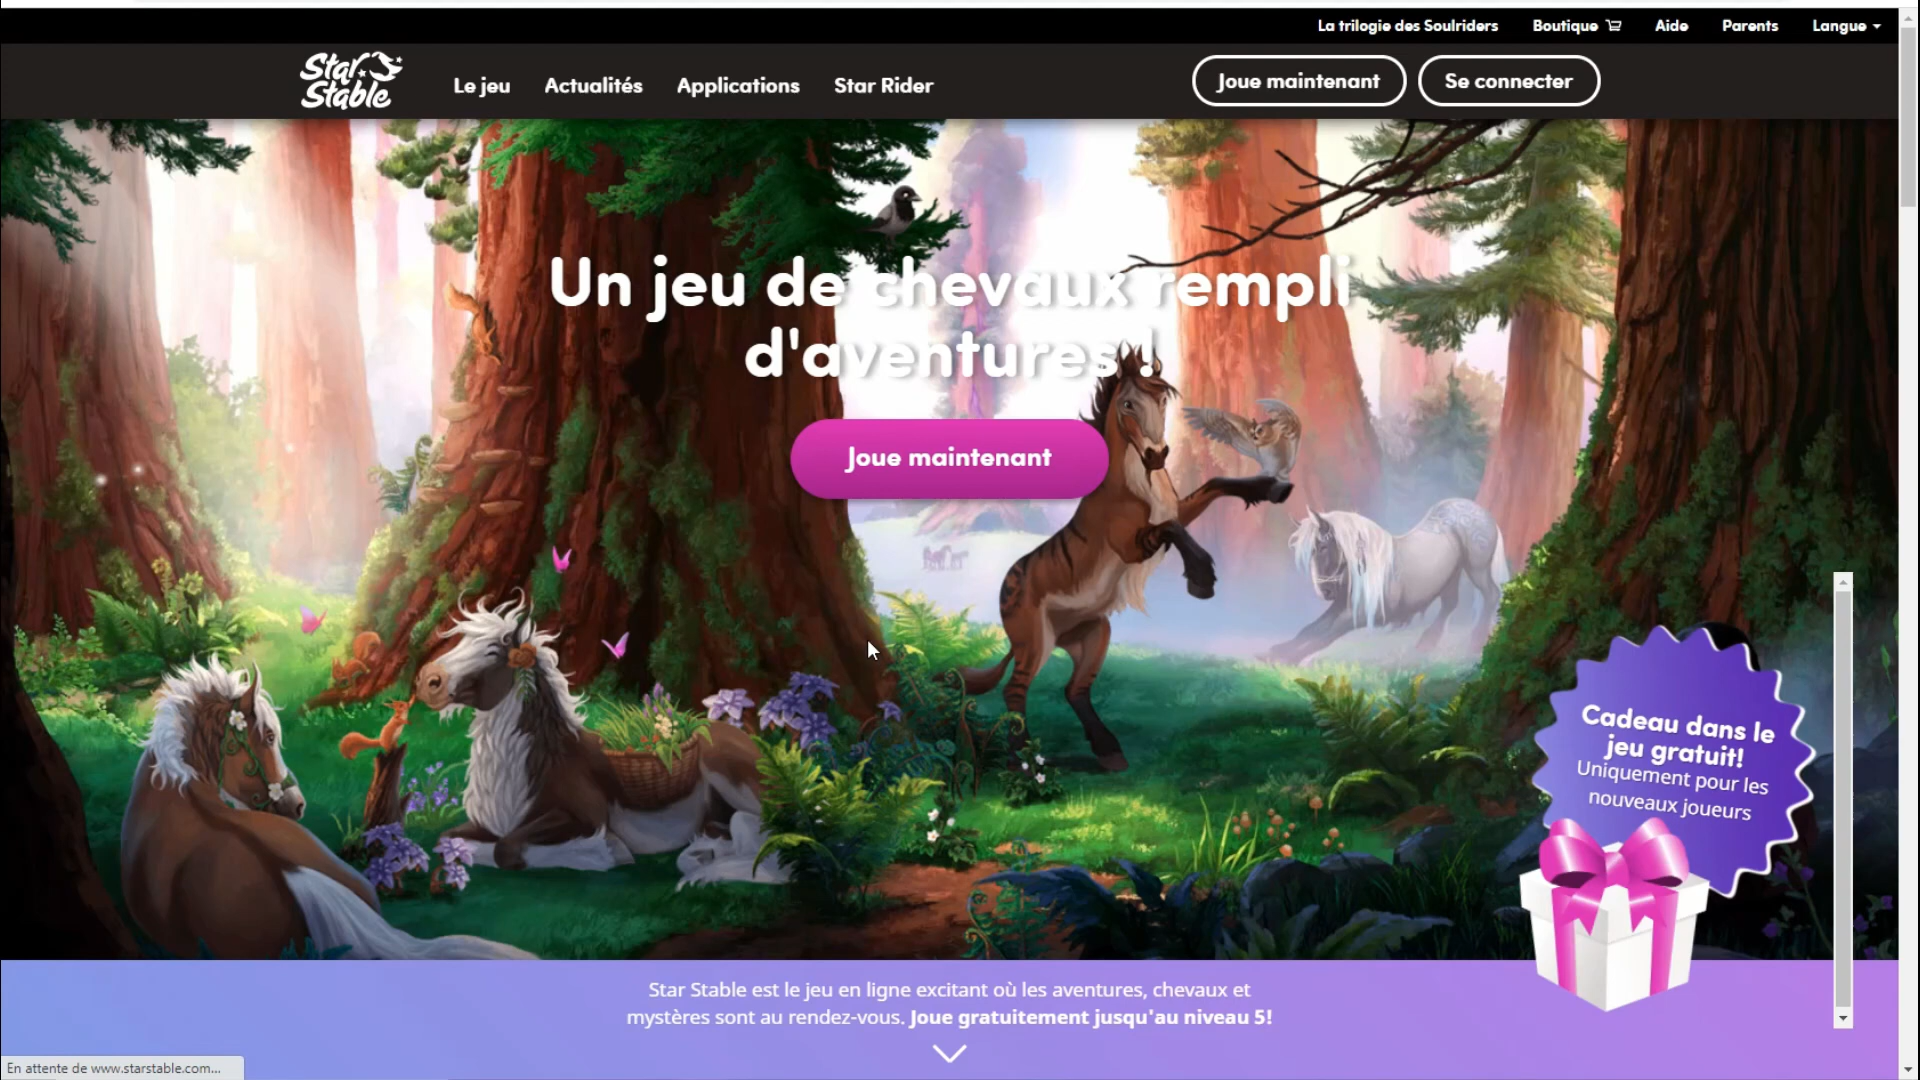 La trilogie des Soulriders Boutique Aide Parents Langue
Star Stable
Le jeu Actualités Applications Star Rider Joue maintenant Se connecter
Un jeu de chevaux rempli
d'aventures !
Joue maintenant
Cadeau dans le
jeu gratuit!
Uniquement pour les
nouveaux joueurs
Star Stable est le jeu en ligne excitant où les aventures, chevaux et
mystères sont au rendez-vous. Joue gratuitement jusqu'au niveau 5!
En attente de www.starstable.com...